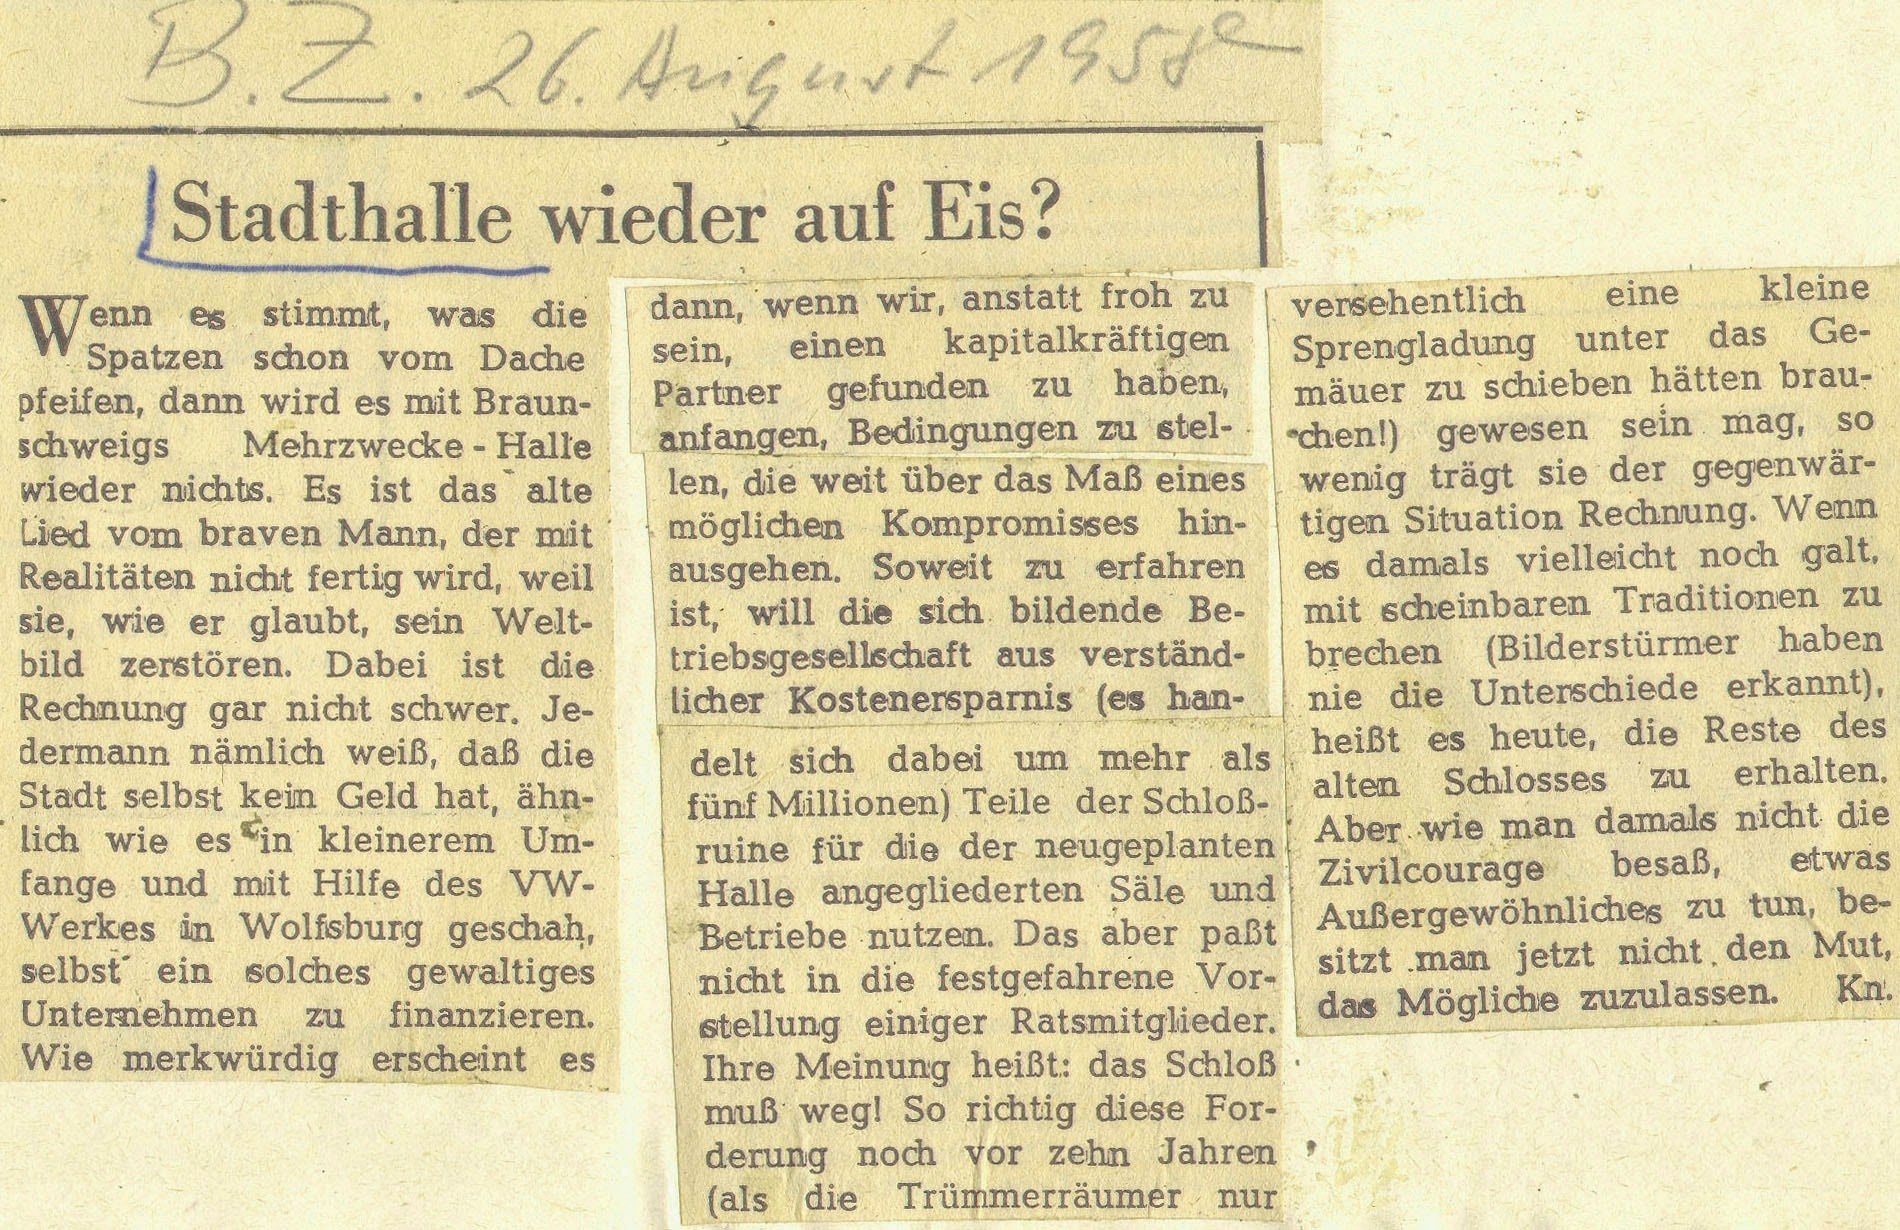 B.Z. 26. August 1958
Stadthalle wieder auf Eis?
Wenn es stimmt, was die
Spatzen schon vom Dache
pfeifen, dann wird es mit Braun-
schweigs Mehrzwecke-Halle
wieder nichts. Es ist das alte
Lied vom braven Mann, der mit
Realitäten nicht fertig wird, weil
sie, wie er glaubt, sein Welt-
bild zerstören. Dabei ist die
Rechnung gar nicht schwer. Je-
dermann nämlich weiß, daß die
Stadt selbst kein Geld hat, ähn-
lich wie es in kleinerem Um-
fange und mit Hilfe des VW-
Werkes in Wolfsburg geschah,
selbst ein solches gewaltiges
Unternehmen zu finanzieren.
Wie merkwürdig erscheint es
dann, wenn wir, anstatt froh zu
sein, einen kapitalkräftigen
Partner gefunden zu haben,
anfangen, Bedingungen zu stel-
len, die weit über das Maß eines
möglichen Kompromisses hin-
ausgehen. Soweit zu erfahren
ist, will die sich bildende Be-
triebsgesellschaft aus verständ-
licher Kostenersparnis (es han-
delt sich dabei um mehr als
fünf Millionen) Teile der Schloß-
ruine für die der neugeplanten
Halle angegliederten Säle und
Betriebe nutzen. Das aber paßt
nicht in die festgefahrene Vor-
stellung einiger Ratsmitglieder.
Ihre Meinung heißt: das Schloß
muß weg! So richtig diese For-
derung noch vor zehn Jahren
(als die Trümmerräumer nur
versehentlich eine kleine
Sprengladung unter das Ge-
mäuer zu schieben hätten brau-
chen!) gewesen sein mag, so
wenig trägt sie der gegenwär-
tigen Situation Rechnung. Wenn
es damals vielleicht noch galt,
mit scheinbaren Traditionen zu
brechen (Bilderstürmer haben
nie die Unterschiede erkannt),
heißt es heute, die Reste des
alten Schlosses zu erhalten.
Aber wie man damals nicht die
Zivilcourage besaß, etwas
Außergewöhnliches zu tun, be-
sitzt man jetzt nicht den Mut,
das Mögliche zuzulassen. Kn.